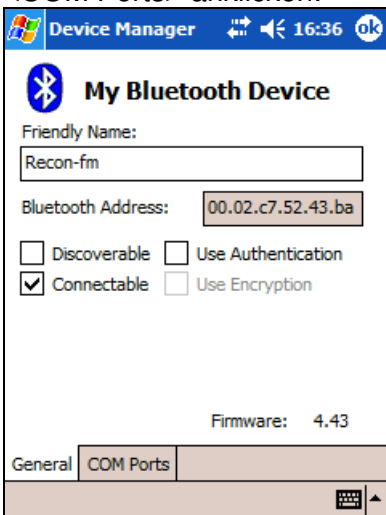 Device Manager 16:36 ok
My Bluetooth Device
Friendly Name:
Recon-fm
Bluetooth Address: 00.02.c7.52.43.ba
Discoverable Use Authentication
Connectable Use Encryption
Firmware: 4.43
General COM Ports